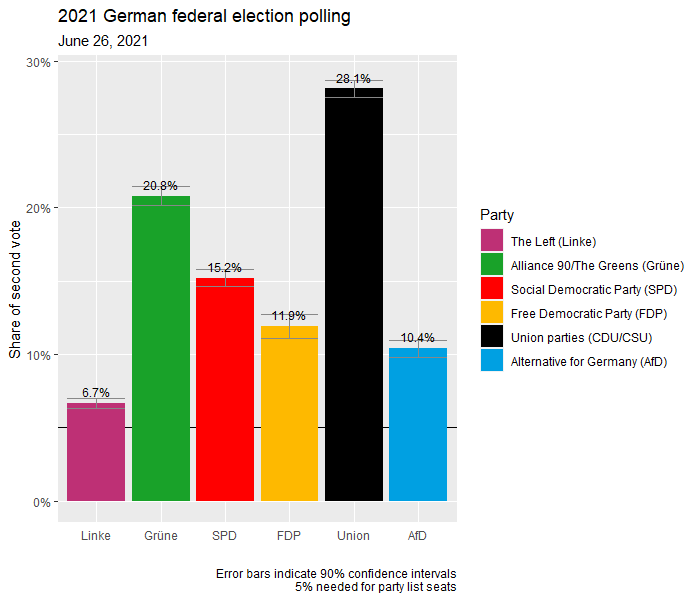 2021 German federal election polling
June 26, 2021
Share of second vote
30%
20%
10%
0%
6.7%
20.8%
15.2%
11.9%
28.1%
10.4%
Linke
Grüne
SPD
FDP
Union
AfD
Party
The Left (Linke)
Alliance 90/The Greens (Grüne)
Social Democratic Party (SPD)
Free Democratic Party (FDP)
Union parties (CDU/CSU)
Alternative for Germany (AfD)
Error bars indicate 90% confidence intervals
5% needed for party list seats